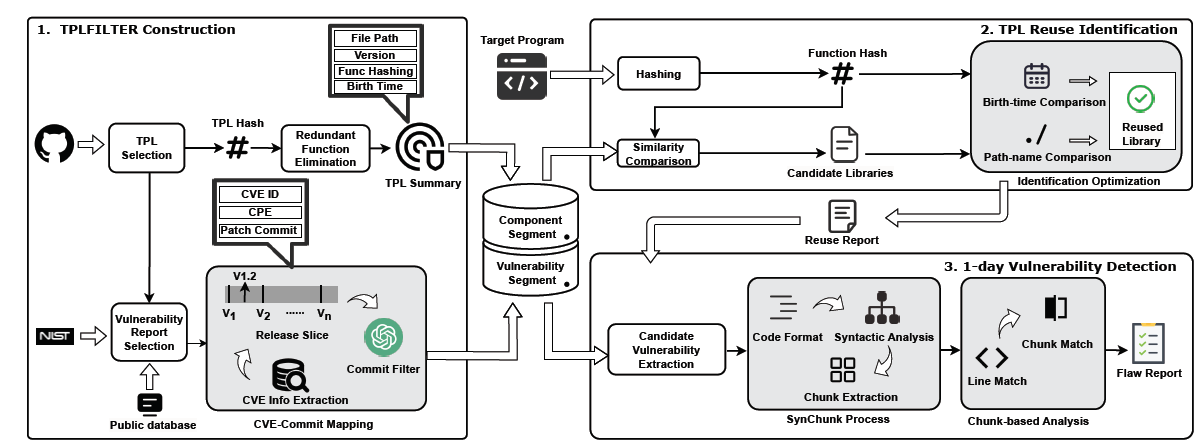 1. TPLFILTER Construction
File Path
Version
Func Hashing
Birth Time
TPL
Selection
TPL Hash
#
Redundant
Function
Elimination
TPL Summary
CVE ID
CPE
Patch Commit
V1.2
V1
V2
......
Vn
Release Slice
Commit Filter
CVE Info Extraction
CVE-Commit Mapping
NIST
Vulnerability
Report
Selection
Public database
Component
Segment
Vulnerability
Segment
Target Program
</>
2. TPL Reuse Identification
Hashing
Function Hash
#
Similarity
Comparison
Candidate Libraries
Birth-time Comparison
./
Path-name Comparison
Reused
Library
Identification Optimization
Reuse Report
3. 1-day Vulnerability Detection
Candidate
Vulnerability
Extraction
Code Format
Syntactic Analysis
Chunk Extraction
SynChunk Process
Chunk Match
<>
Line Match
Chunk-based Analysis
Flaw Report